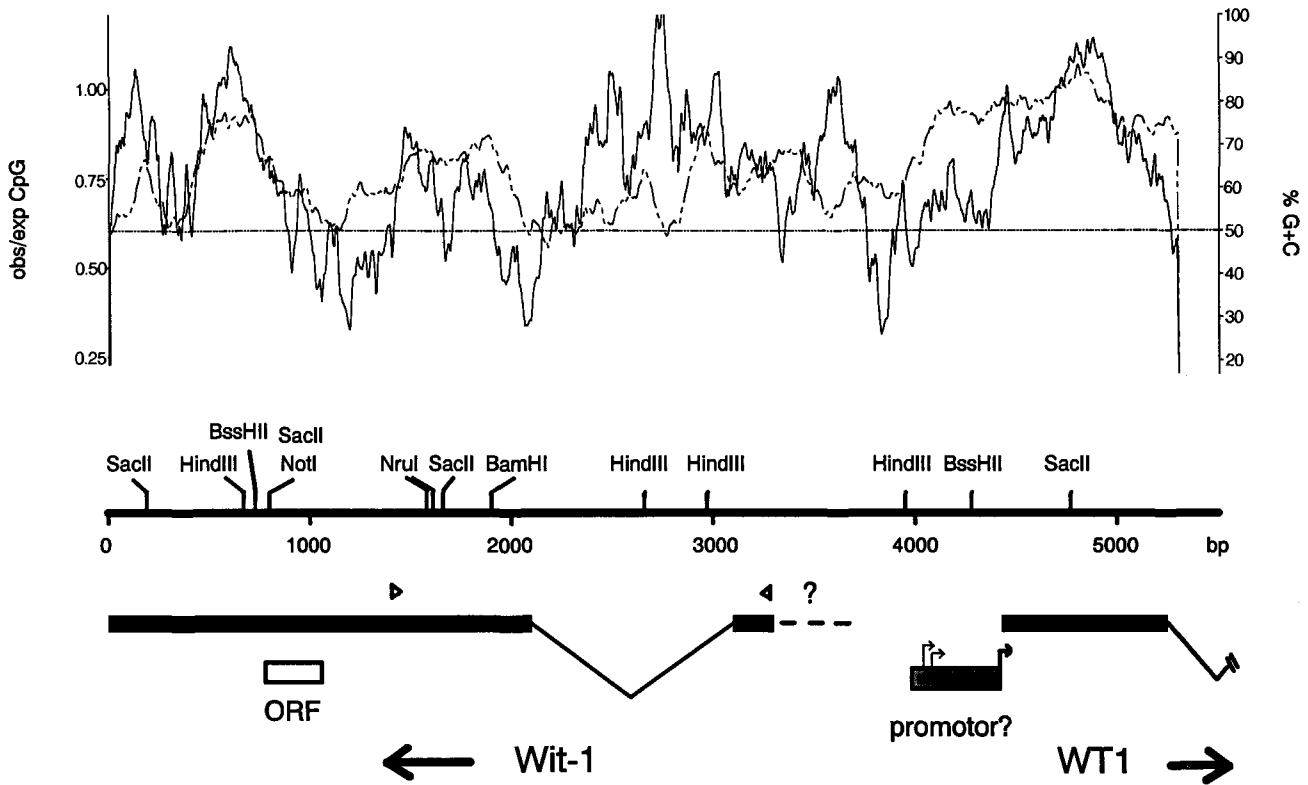 obs/exp CpG
1.00
0.75
0.50
0.25
100
90
80
70
60
50
40
30
20
% G+C
BssHII SacII
SacII HindIII NotI NruI SacII BamHI HindIII HindIII HindIII BssHII SacII
0 1000 2000 3000 4000 5000 bp
?
ORF
promotor?
Wit-1 WT1